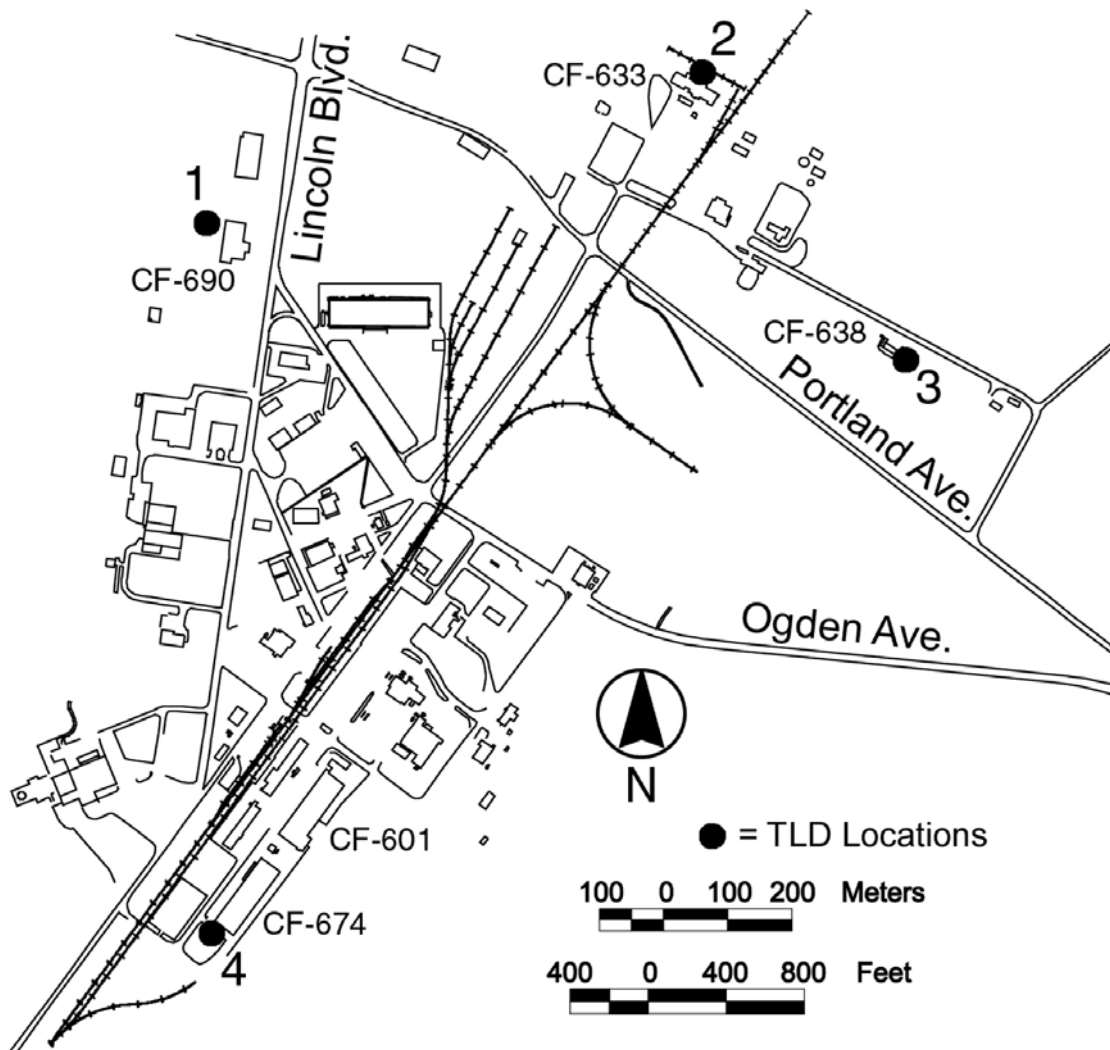 Lincoln Blvd.
2
CF-633
1
CF-690
CF-638
3
Portland Ave.
Ogden Ave.
N
= TLD Locations
CF-601
100 0 100 200 Meters
CF-674
4
400 0 400 800 Feet